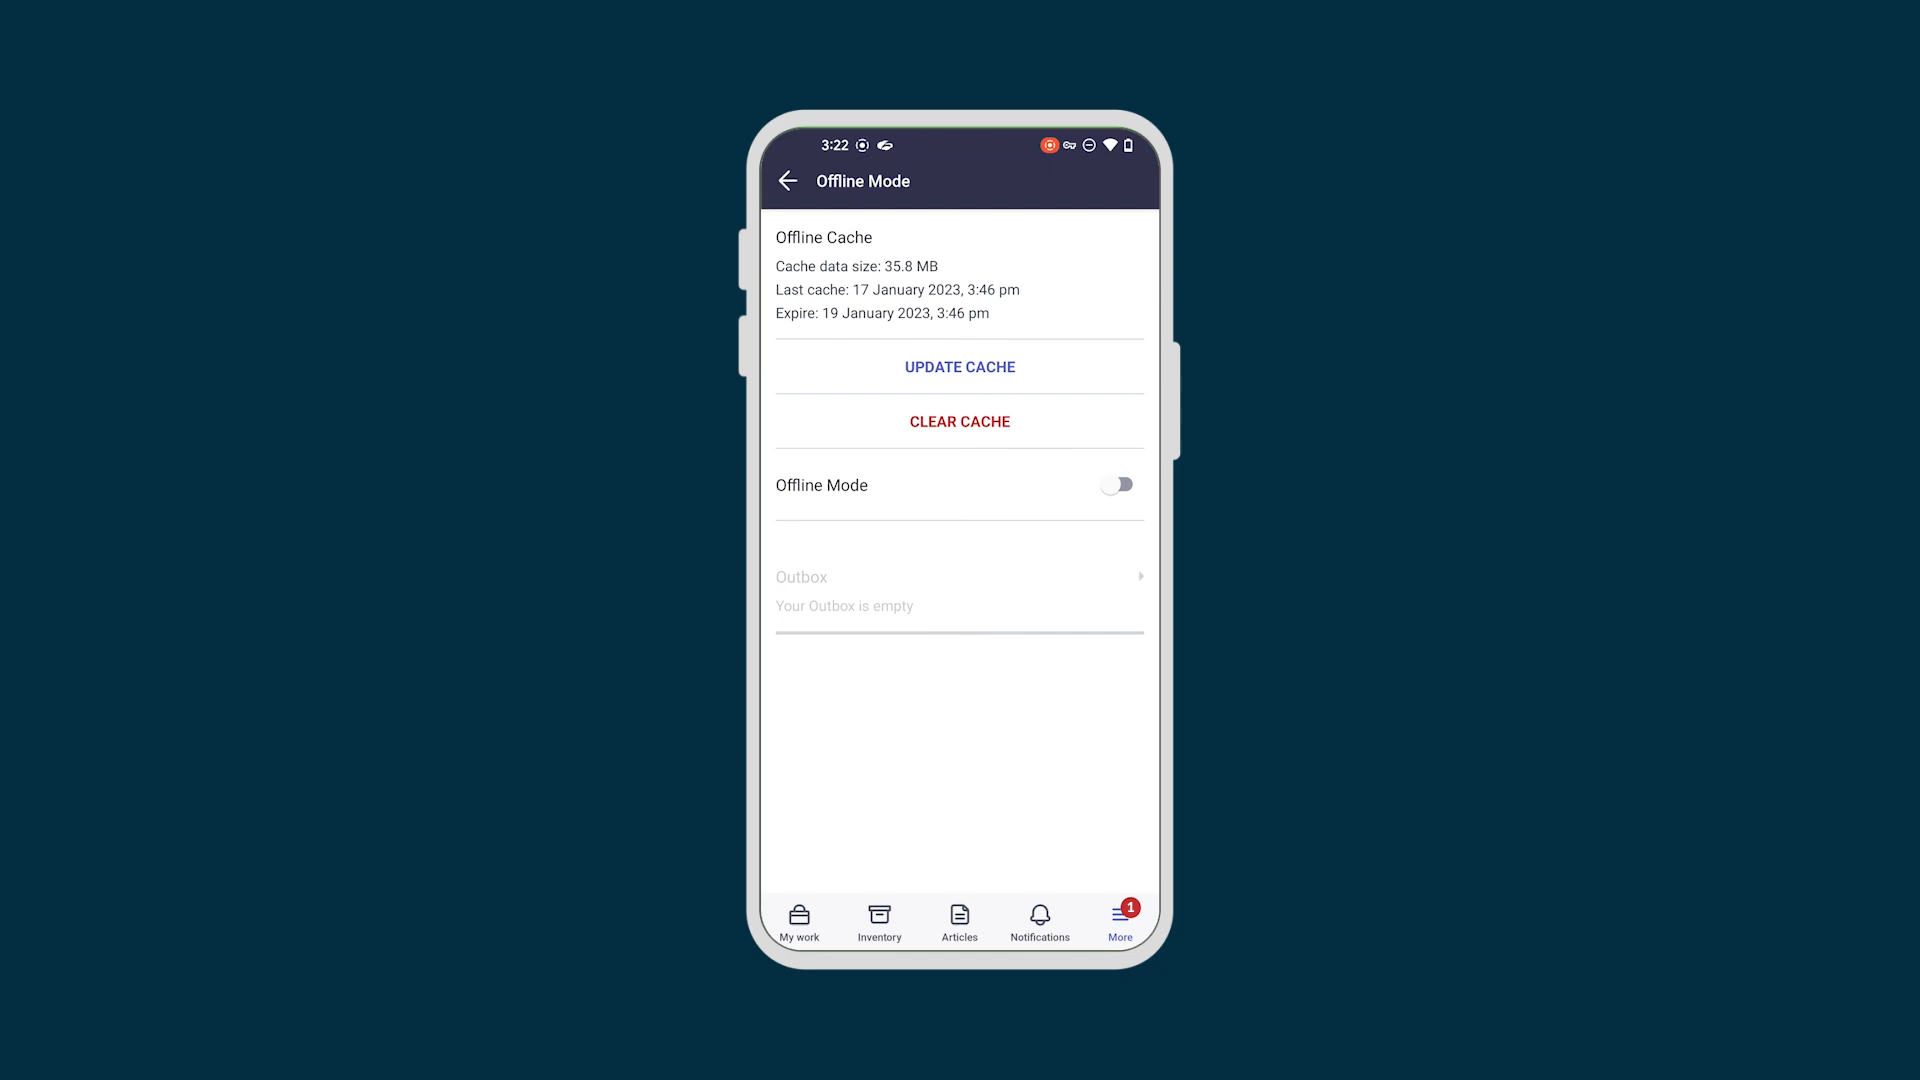 3:22
Offline Mode
Offline Cache
Cache data size: 35.8 MB
Last cache: 17 January 2023, 3:46 pm
Expire: 19 January 2023, 3:46 pm
UPDATE CACHE
CLEAR CACHE
Offline Mode
Outbox
Your Outbox is empty
1
My work Inventory Articles Notifications More